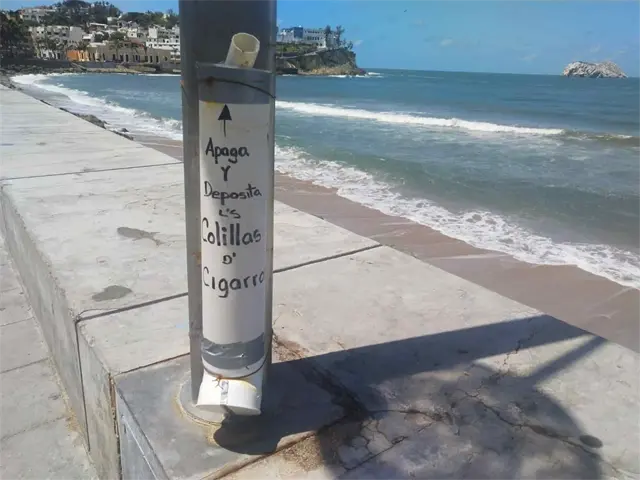 Apaga
Y
Deposita
L's
Colillas
D'
Cigarro